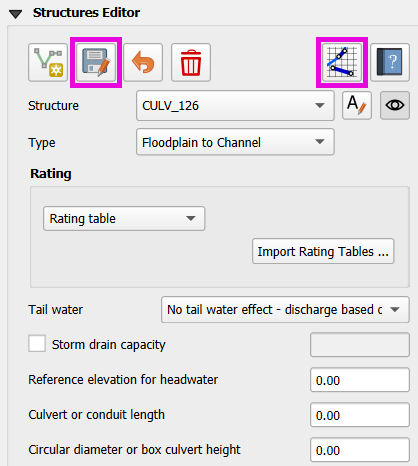 Structures Editor
?
Structure CULV_126 A
Type Floodplain to Channel
Rating
Rating table
Import Rating Tables ...
Tail water No tail water effect - discharge based c
Storm drain capacity
Reference elevation for headwater 0.00
Culvert or conduit length 0.00
Circular diameter or box culvert height 0.00